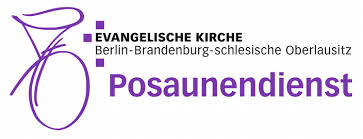 EVANGELISCHE KIRCHE
Berlin-Brandenburg-schlesische Oberlausitz
Posaunendienst